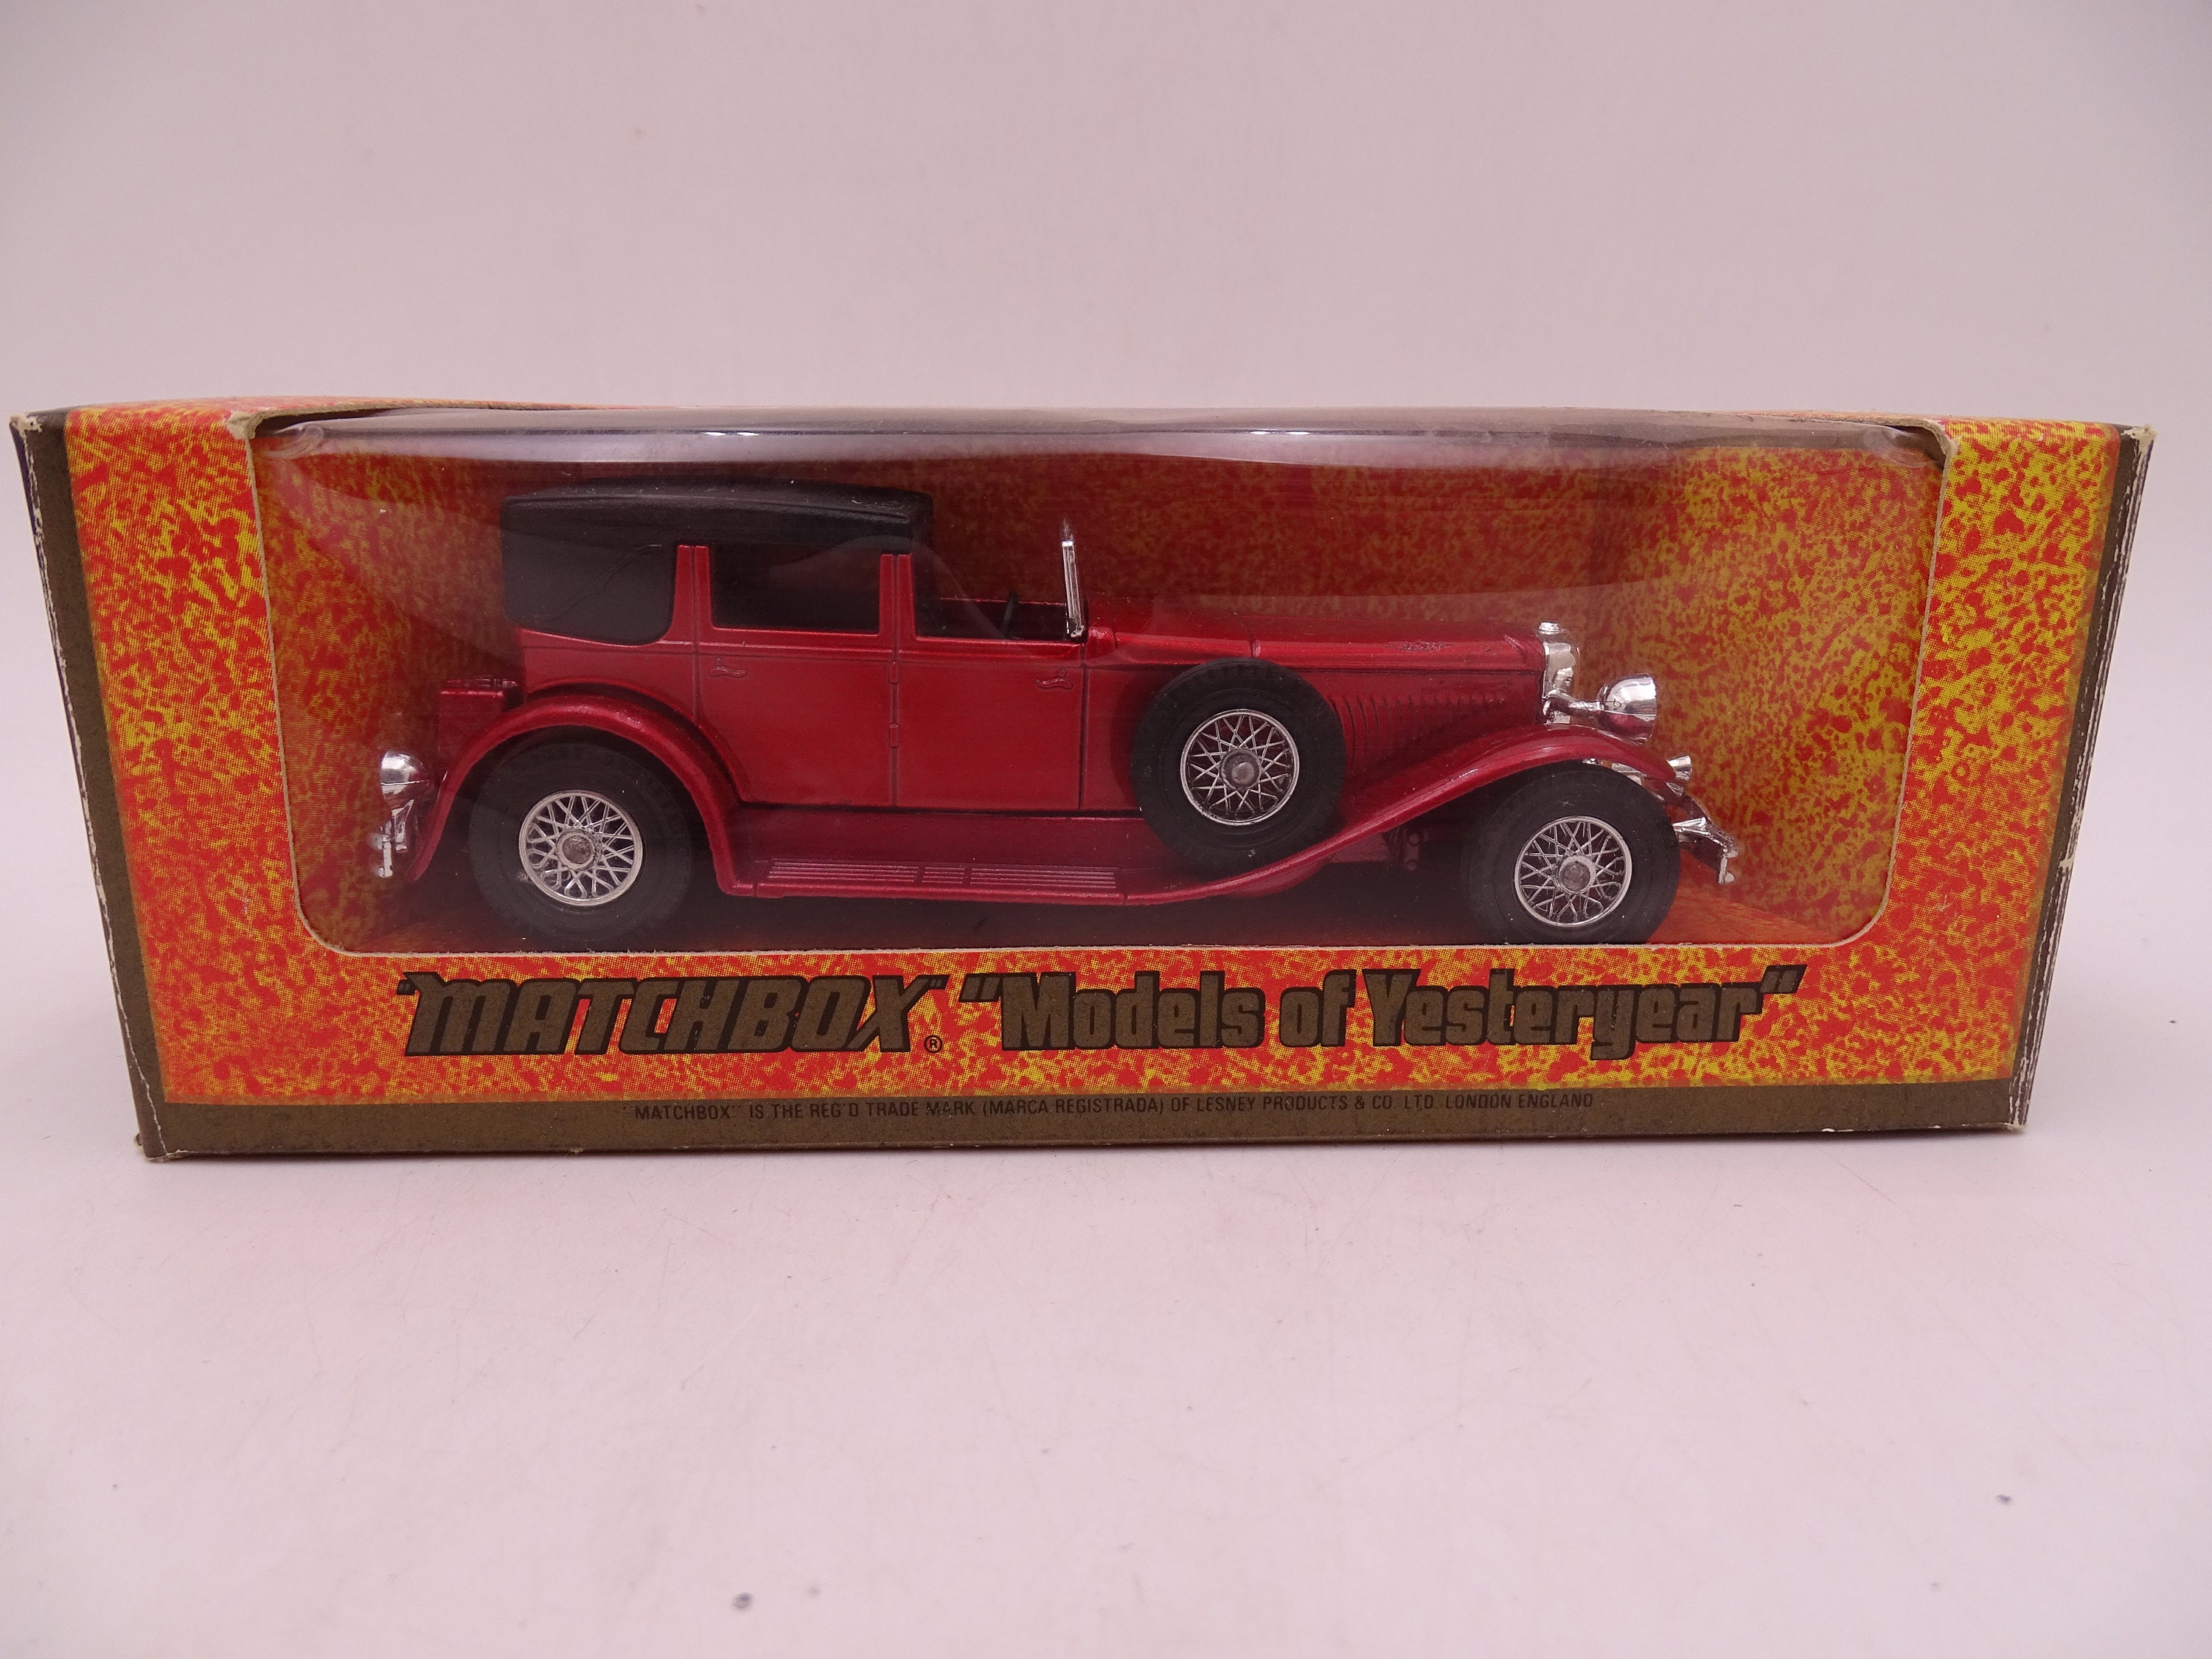 "MATCHBOX"® "Models of Yesteryear"
"MATCHBOX" IS THE REG'D TRADE MARK (MARCA REGISTRADA) OF LESNEY PRODUCTS & CO. LTD. LONDON ENGLAND